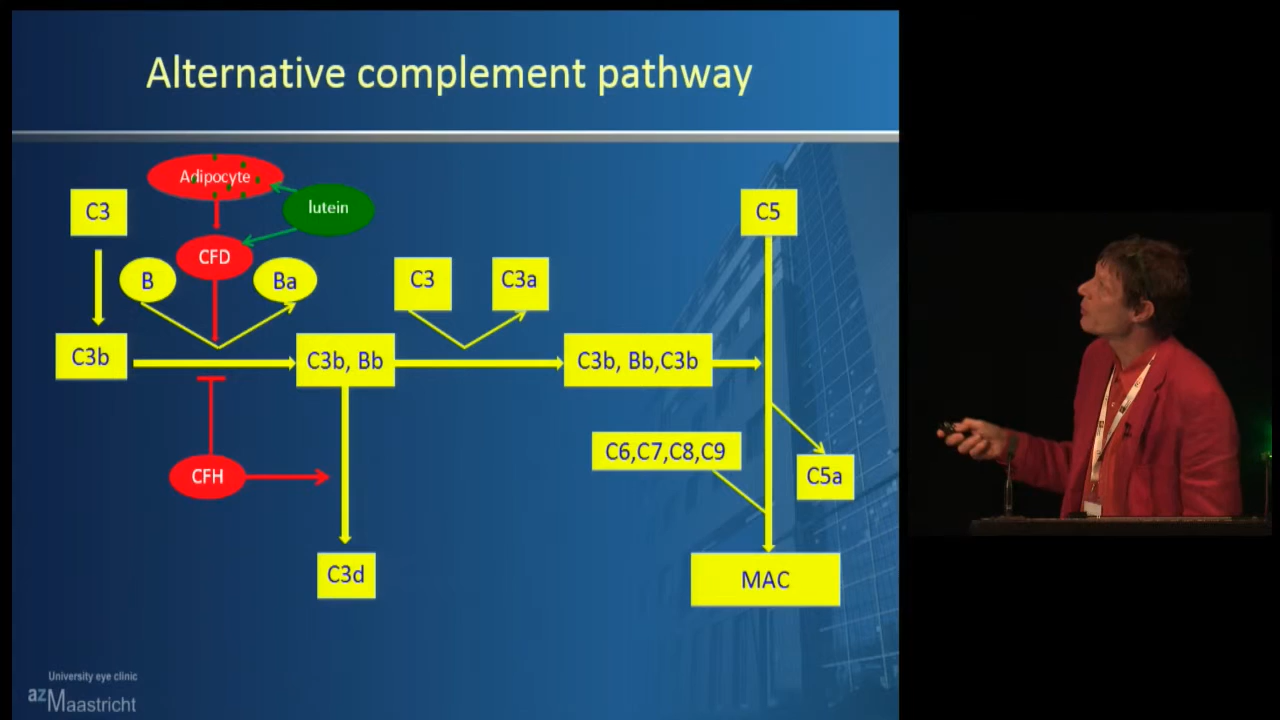 Alternative complement pathway
Adipocyte
lutein
C3
C5
CFD
B
Ba
C3
C3a
C3b
C3b, Bb
C3b, Bb,C3b
C6,C7,C8,C9
C5a
CFH
C3d
MAC
University eye clinic
azMaastricht